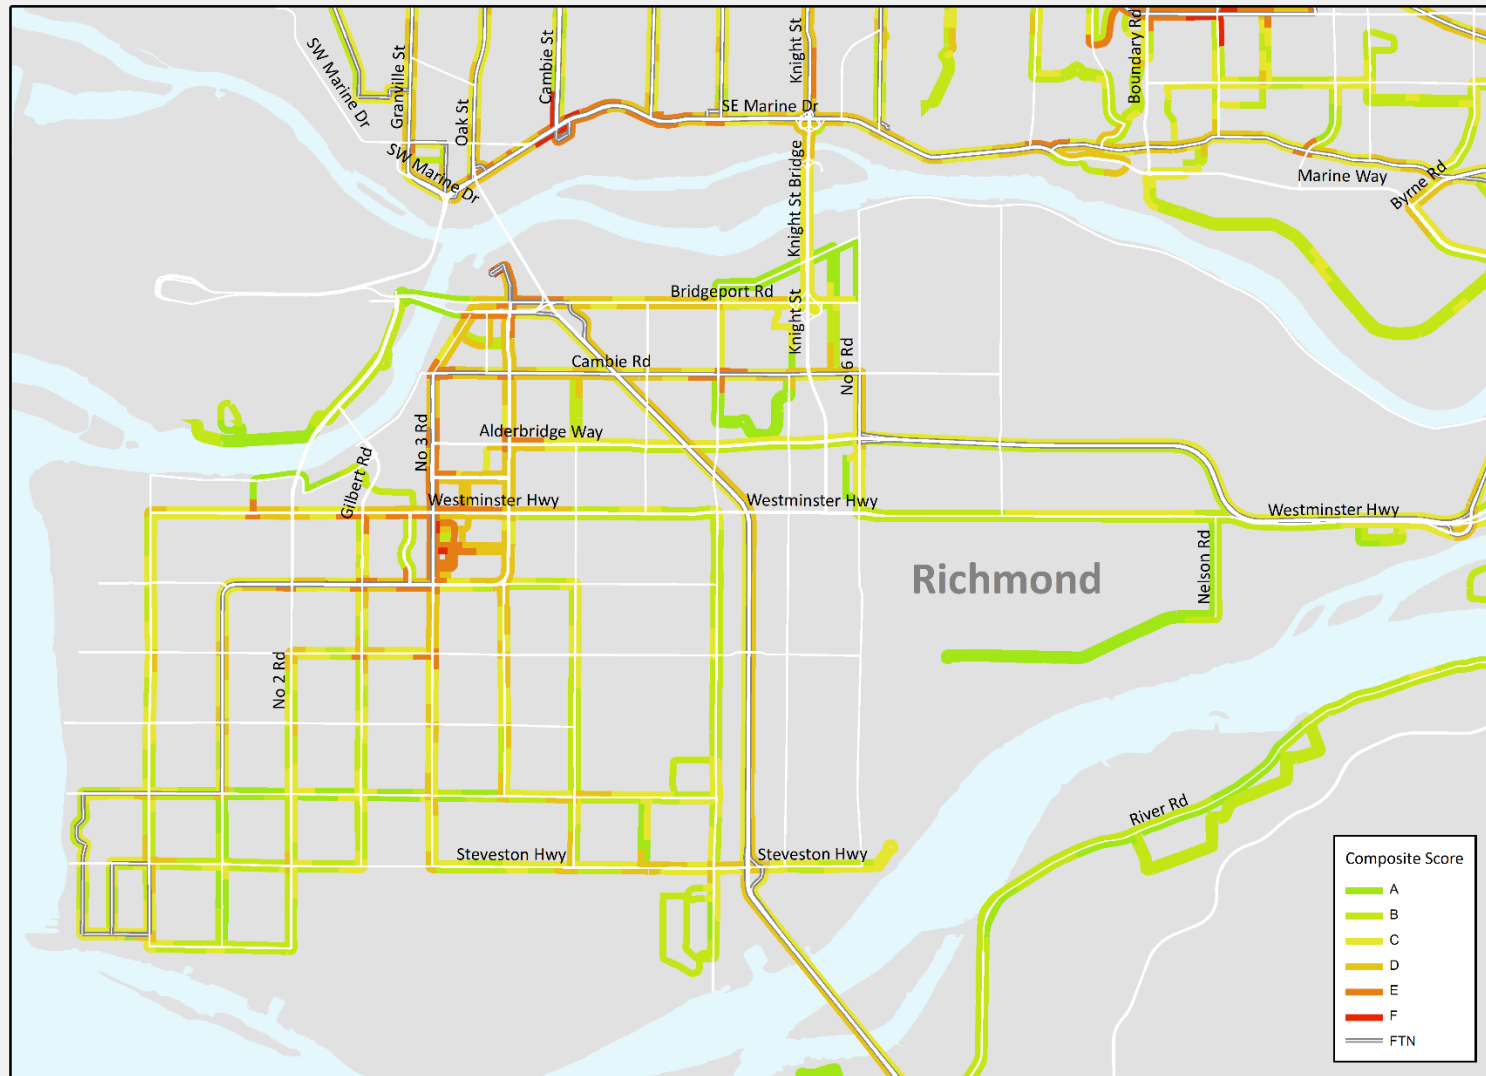 SW Marine Dr
Granville St
Oak St
Cambie St
Knight St
Boundary Rd
SE Marine Dr
SW Marine Dr
Knight St Bridge
Marine Way
Byrne Rd
Bridgeport Rd
Knight St
No 6 Rd
Cambie Rd
No 3 Rd
Alderbridge Way
Gilbert Rd
Westminster Hwy
Westminster Hwy
Westminster Hwy
Nelson Rd
Richmond
No 2 Rd
River Rd
Steveston Hwy
Steveston Hwy
Composite Score
A
B
C
D
E
F
FTN